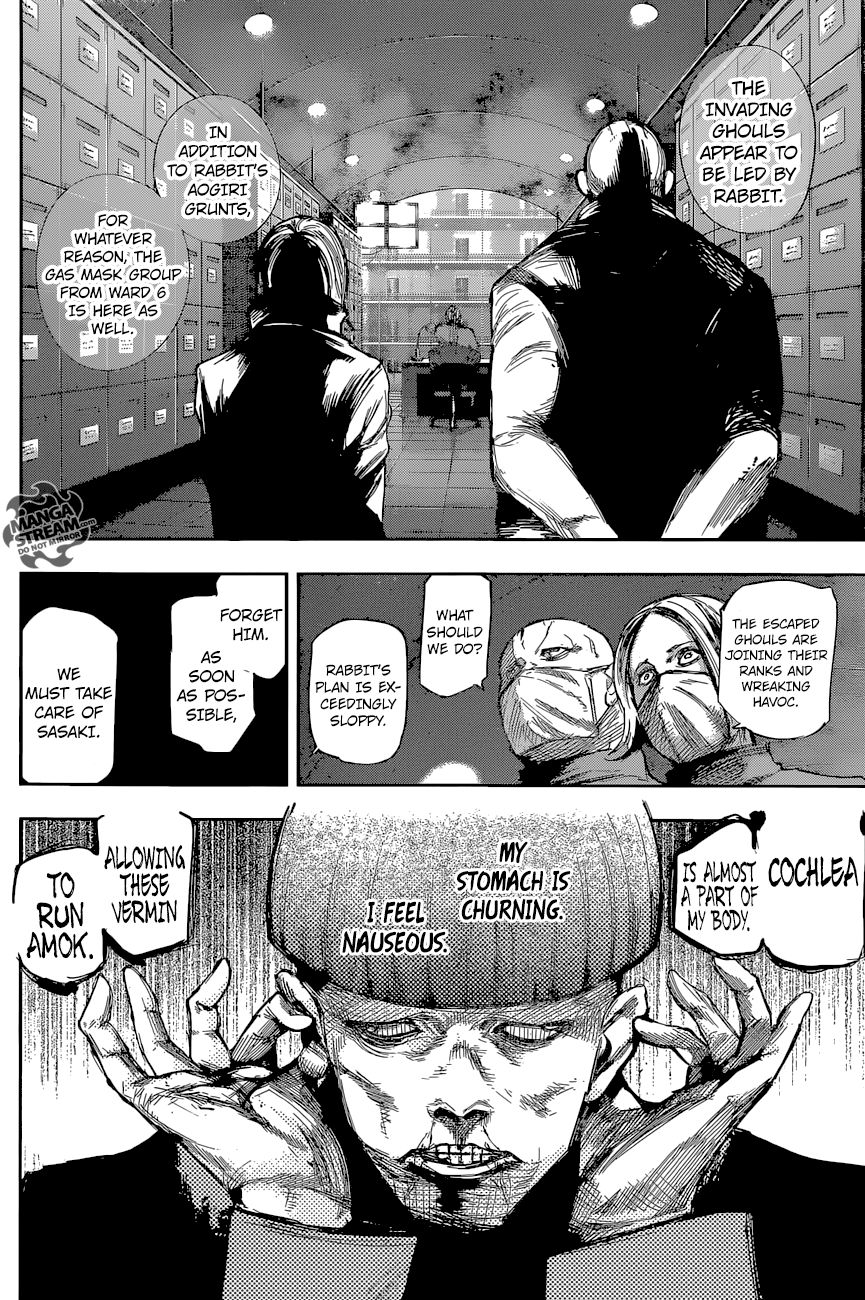 THE
INVADING
GHOULS
APPEAR TO
BE LED BY
RABBIT.
IN
ADDITION
TO RABBIT'S
AOGIRI
GRUNTS,
FOR
WHATEVER
REASON, THE
GAS MASK GROUP
FROM WARD 6
IS HERE AS
WELL.
MANGA
STREAM.com
DO NOT MIRROR
THE ESCAPED
GHOULS ARE
JOINING THEIR
RANKS AND
WREAKING
HAVOC.
WHAT
SHOULD
WE DO?
RABBIT'S
PLAN IS EX-
CEEDINGLY
SLOPPY.
FORGET
HIM.
AS
SOON
AS POS-
SIBLE,
WE
MUST TAKE
CARE OF
SASAKI.
COCHLEA
IS ALMOST
A PART OF
MY BODY.
MY
STOMACH IS
CHURNING.
I FEEL
NAUSEOUS.
ALLOWING
THESE
VERMIN
TO
RUN
AMOK.